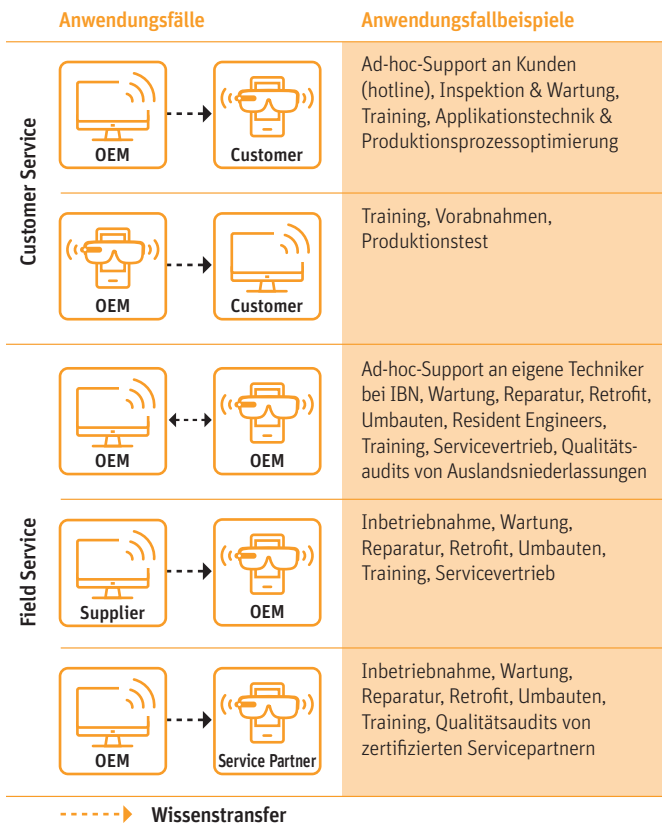 Anwendungsfälle
Anwendungsfallbeispiele
Customer Service
OEM
Customer
Ad-hoc-Support an Kunden
(hotline), Inspektion & Wartung,
Training, Applikationstechnik &
Produktionsprozessoptimierung
OEM
Customer
Training, Vorabnahmen,
Produktionstest
Field Service
OEM
OEM
Ad-hoc-Support an eigene Techniker
bei IBN, Wartung, Reparatur, Retrofit,
Umbauten, Resident Engineers,
Training, Servicevertrieb, Qualitäts-
audits von Auslandsniederlassungen
Supplier
OEM
Inbetriebnahme, Wartung,
Reparatur, Retrofit, Umbauten,
Training, Servicevertrieb
OEM
Service Partner
Inbetriebnahme, Wartung,
Reparatur, Retrofit, Umbauten,
Training, Qualitätsaudits von
zertifizierten Servicepartnern
Wissenstransfer